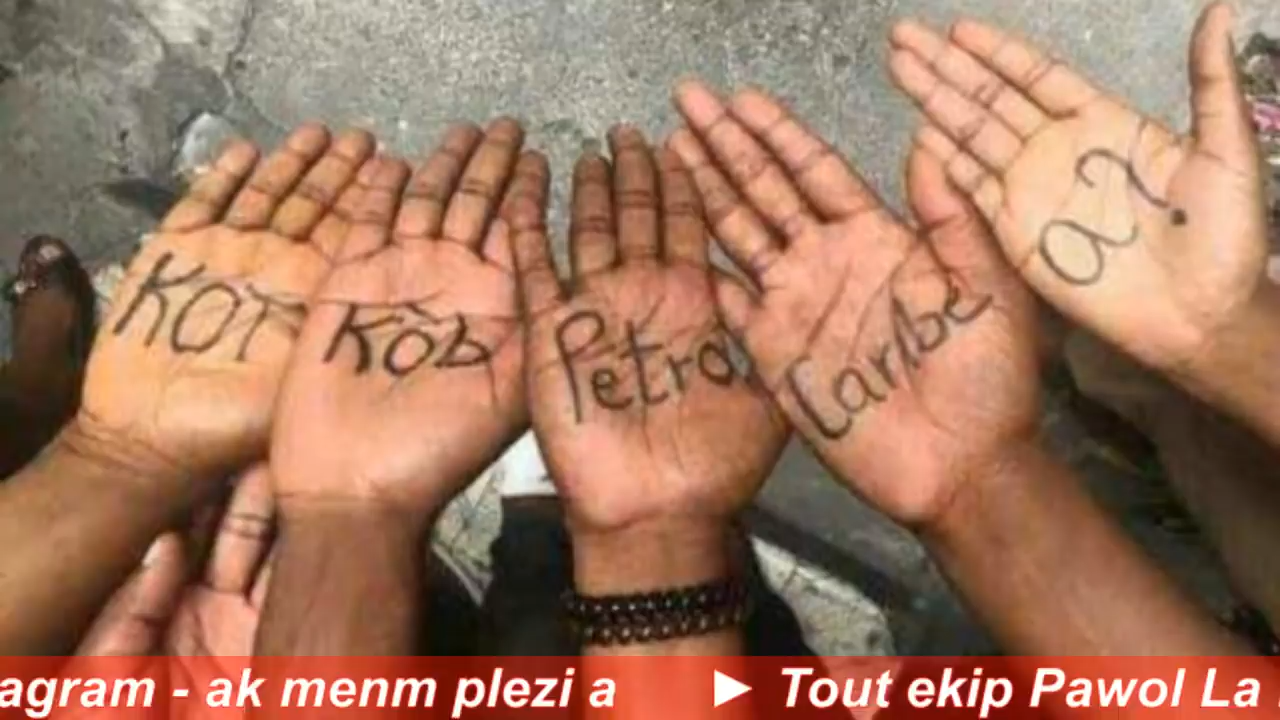 KOT Kòb Petro Caribe a?
agram - ak menm plezi a ► Tout ekip Pawol La